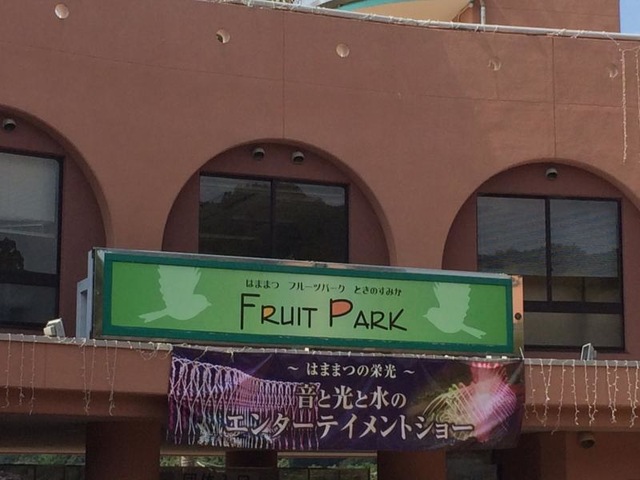 はままつ フルーツパーク ときのすみか
FRUIT PARK
～ はままつの栄光 ～
音と光と水の
エンターテイメントショー